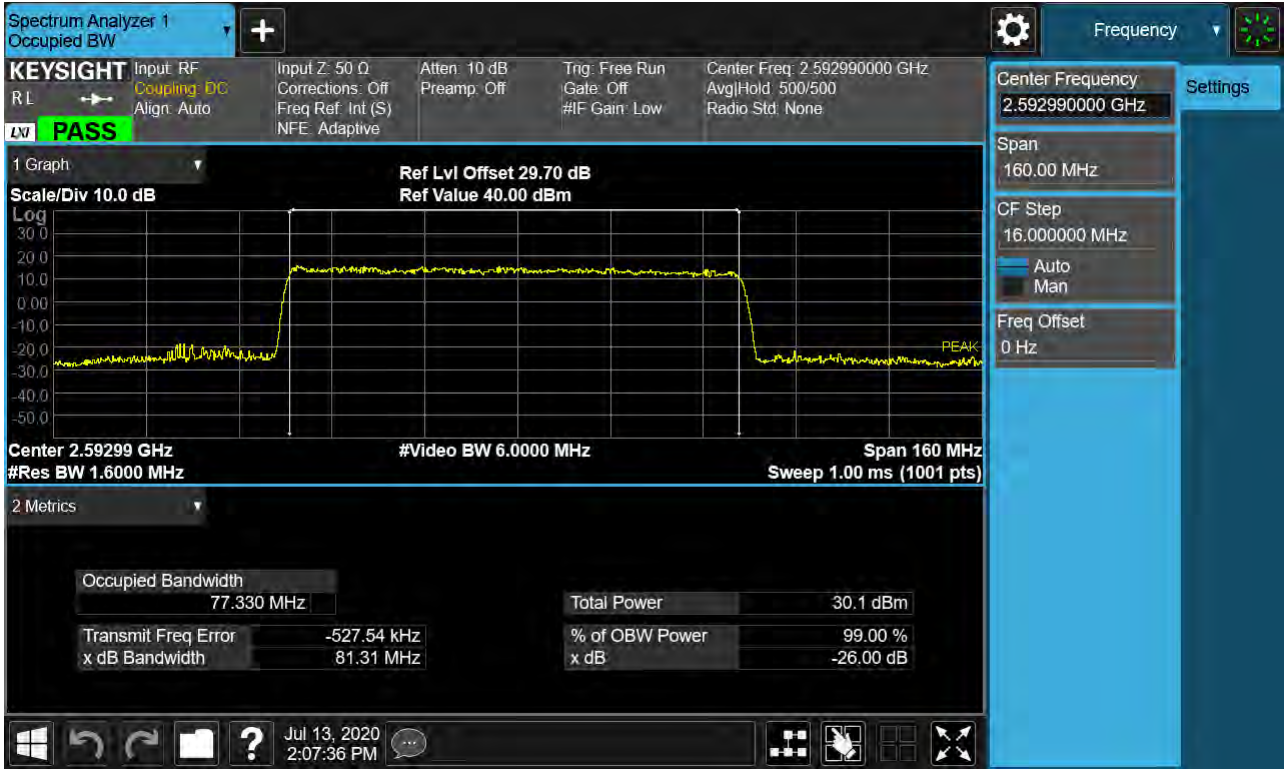 Spectrum Analyzer 1
Occupied BW
Frequency
KEYSIGHT
R L
LXI PASS
Input: RF
Coupling: DC
Align: Auto
Input Z: 50 Ω
Corrections: Off
Freq Ref: Int (S)
NFE: Adaptive
Atten: 10 dB
Preamp: Off
Trig: Free Run
Gate: Off
#IF Gain: Low
Center Freq: 2.592990000 GHz
Avg|Hold: 500/500
Radio Std: None
Center Frequency
2.592990000 GHz
Settings
Span
160.00 MHz
CF Step
16.000000 MHz
Auto
Man
Freq Offset
0 Hz
1 Graph
Scale/Div 10.0 dB
Ref Lvl Offset 29.70 dB
Ref Value 40.00 dBm
Log
30.0
20.0
10.0
0.00
-10.0
-20.0
-30.0
-40.0
-50.0
PEAK
Center 2.59299 GHz
#Video BW 6.0000 MHz
Span 160 MHz
#Res BW 1.6000 MHz
Sweep 1.00 ms (1001 pts)
2 Metrics
Occupied Bandwidth
77.330 MHz
Total Power 30.1 dBm
Transmit Freq Error -527.54 kHz
% of OBW Power 99.00 %
x dB Bandwidth 81.31 MHz
x dB -26.00 dB
?
Jul 13, 2020
2:07:36 PM